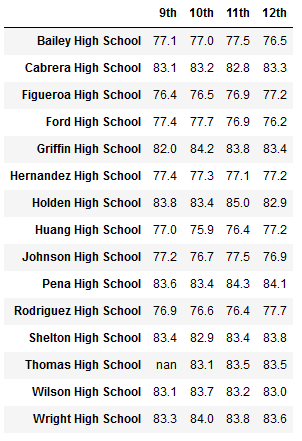 9th 10th 11th 12th
Bailey High School 77.1 77.0 77.5 76.5
Cabrera High School 83.1 83.2 82.8 83.3
Figueroa High School 76.4 76.5 76.9 77.2
Ford High School 77.4 77.7 76.9 76.2
Griffin High School 82.0 84.2 83.8 83.4
Hernandez High School 77.4 77.3 77.1 77.2
Holden High School 83.8 83.4 85.0 82.9
Huang High School 77.0 75.9 76.4 77.2
Johnson High School 77.2 76.7 77.5 76.9
Pena High School 83.6 83.4 84.3 84.1
Rodriguez High School 76.9 76.6 76.4 77.7
Shelton High School 83.4 82.9 83.4 83.8
Thomas High School nan 83.1 83.5 83.5
Wilson High School 83.1 83.7 83.2 83.0
Wright High School 83.3 84.0 83.8 83.6